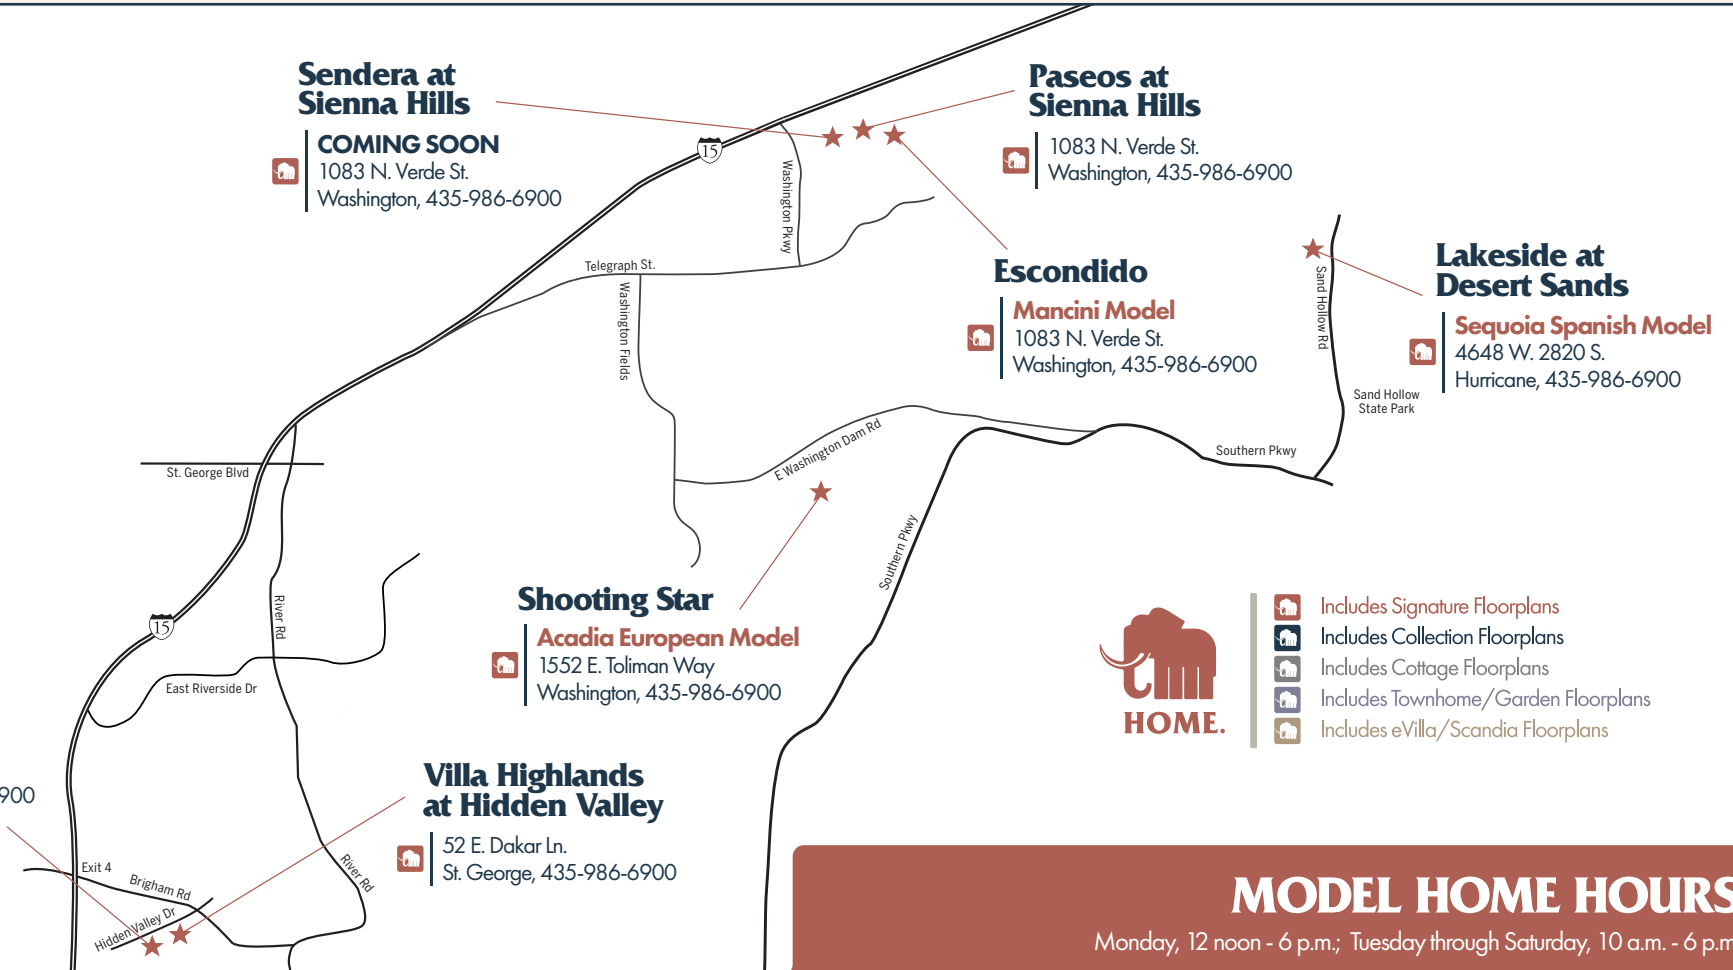 Sendera at
Sienna Hills
COMING SOON
1083 N. Verde St.
Washington, 435-986-6900
Paseos at
Sienna Hills
1083 N. Verde St.
Washington, 435-986-6900
15
Washington Pkwy
Telegraph St.
Washington Fields
Escondido
Mancini Model
1083 N. Verde St.
Washington, 435-986-6900
Sand Hollow Rd
Lakeside at
Desert Sands
Sequoia Spanish Model
4648 W. 2820 S.
Hurricane, 435-986-6900
Sand Hollow
State Park
St. George Blvd
E Washington Dam Rd
Southern Pkwy
Southern Pkwy
15
River Rd
East Riverside Dr
Shooting Star
Acadia European Model
1552 E. Toliman Way
Washington, 435-986-6900
HOME.
Includes Signature Floorplans
Includes Collection Floorplans
Includes Cottage Floorplans
Includes Townhome/Garden Floorplans
Includes eVilla/Scandia Floorplans
900
Villa Highlands
at Hidden Valley
52 E. Dakar Ln.
St. George, 435-986-6900
Exit 4
Brigham Rd
Hidden Valley Dr
River Rd
MODEL HOME HOURS
Monday, 12 noon - 6 p.m.; Tuesday through Saturday, 10 a.m. - 6 p.m